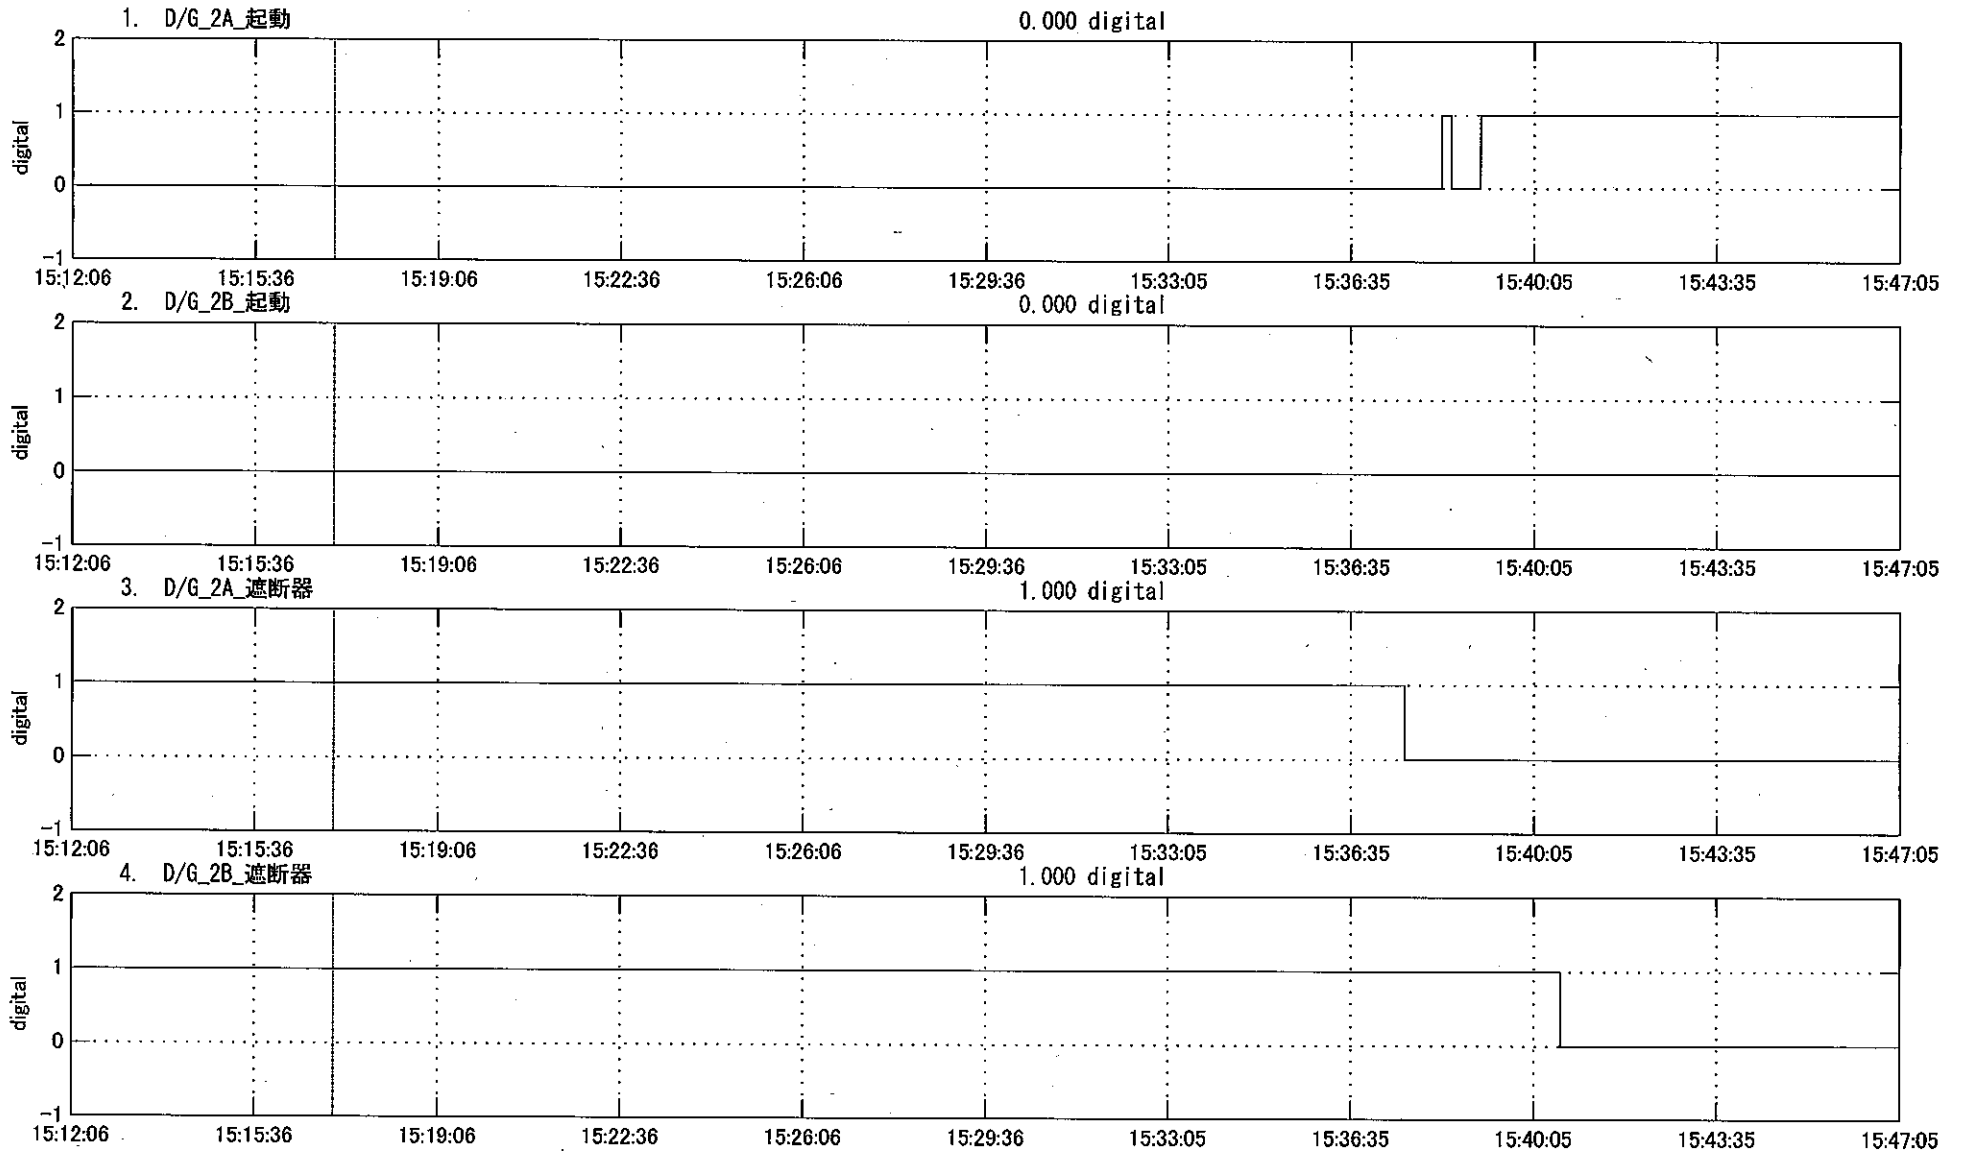 1. D/G_2A_起動 0.000 digital
2
1
0
-1
digital
15:12:06 15:15:36 15:19:06 15:22:36 15:26:06 15:29:36 15:33:05 15:36:35 15:40:05 15:43:35 15:47:05
2. D/G_2B_起動 0.000 digital
2
1
0
-1
digital
15:12:06 15:15:36 15:19:06 15:22:36 15:26:06 15:29:36 15:33:05 15:36:35 15:40:05 15:43:35 15:47:05
3. D/G_2A_遮断器 1.000 digital
2
1
0
-1
digital
15:12:06 15:15:36 15:19:06 15:22:36 15:26:06 15:29:36 15:33:05 15:36:35 15:40:05 15:43:35 15:47:05
4. D/G_2B_遮断器 1.000 digital
2
1
0
-1
digital
15:12:06 15:15:36 15:19:06 15:22:36 15:26:06 15:29:36 15:33:05 15:36:35 15:40:05 15:43:35 15:47:05